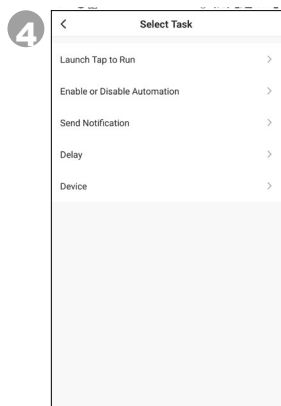 4
Select Task
Launch Tap to Run
Enable or Disable Automation
Send Notification
Delay
Device